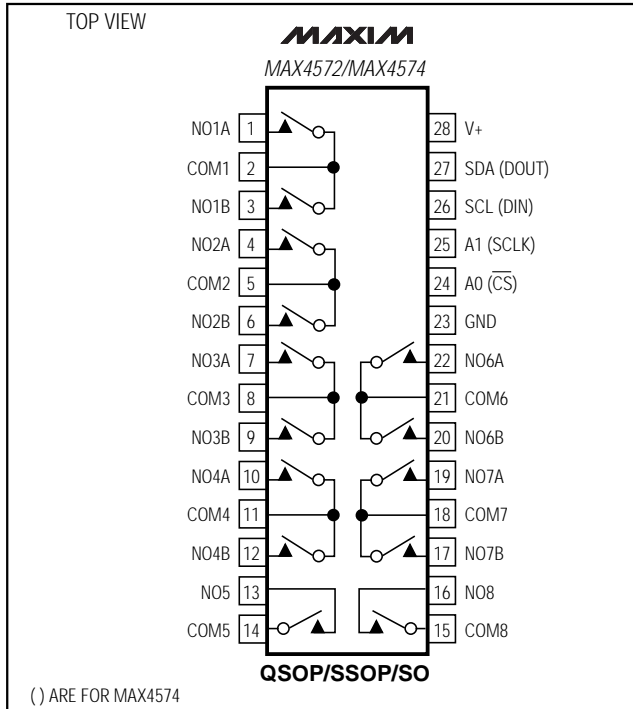 TOP VIEW
MAXIM
MAX4572/MAX4574
NO1A 1
COM1 2
NO1B 3
NO2A 4
COM2 5
NO2B 6
NO3A 7
COM3 8
NO3B 9
NO4A 10
COM4 11
NO4B 12
NO5 13
COM5 14
28 V+
27 SDA (DOUT)
26 SCL (DIN)
25 A1 (SCLK)
24 A0 (C̅S̅)
23 GND
22 NO6A
21 COM6
20 NO6B
19 NO7A
18 COM7
17 NO7B
16 NO8
15 COM8
QSOP/SSOP/SO
( ) ARE FOR MAX4574